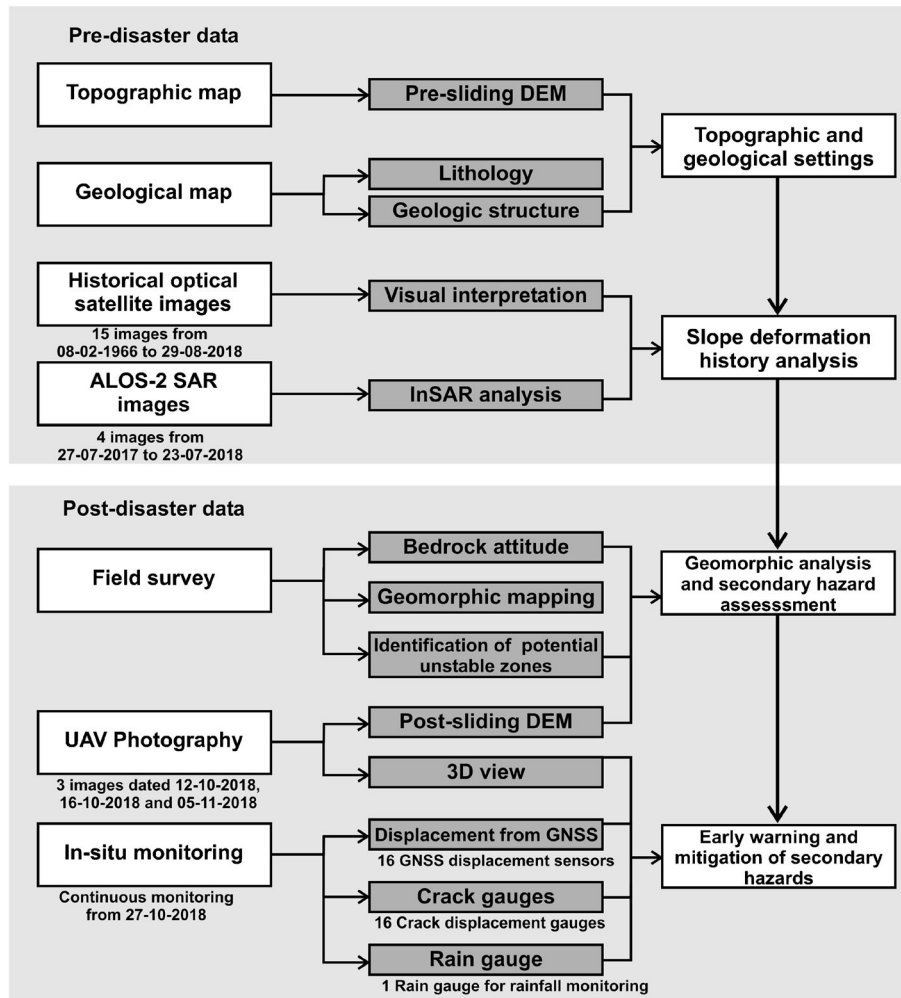 Pre-disaster data
Topographic map
Pre-sliding DEM
Topographic and
geological settings
Geological map
Lithology
Geologic structure
Historical optical
satellite images
15 images from
08-02-1966 to 29-08-2018
Visual interpretation
Slope deformation
history analysis
ALOS-2 SAR
images
4 images from
27-07-2017 to 23-07-2018
InSAR analysis
Post-disaster data
Field survey
Bedrock attitude
Geomorphic mapping
Identification of potential
unstable zones
Geomorphic analysis
and secondary hazard
assesssment
UAV Photography
3 images dated 12-10-2018,
16-10-2018 and 05-11-2018
Post-sliding DEM
3D view
In-situ monitoring
Continuous monitoring
from 27-10-2018
Displacement from GNSS
16 GNSS displacement sensors
Crack gauges
16 Crack displacement gauges
Rain gauge
1 Rain gauge for rainfall monitoring
Early warning and
mitigation of secondary
hazards